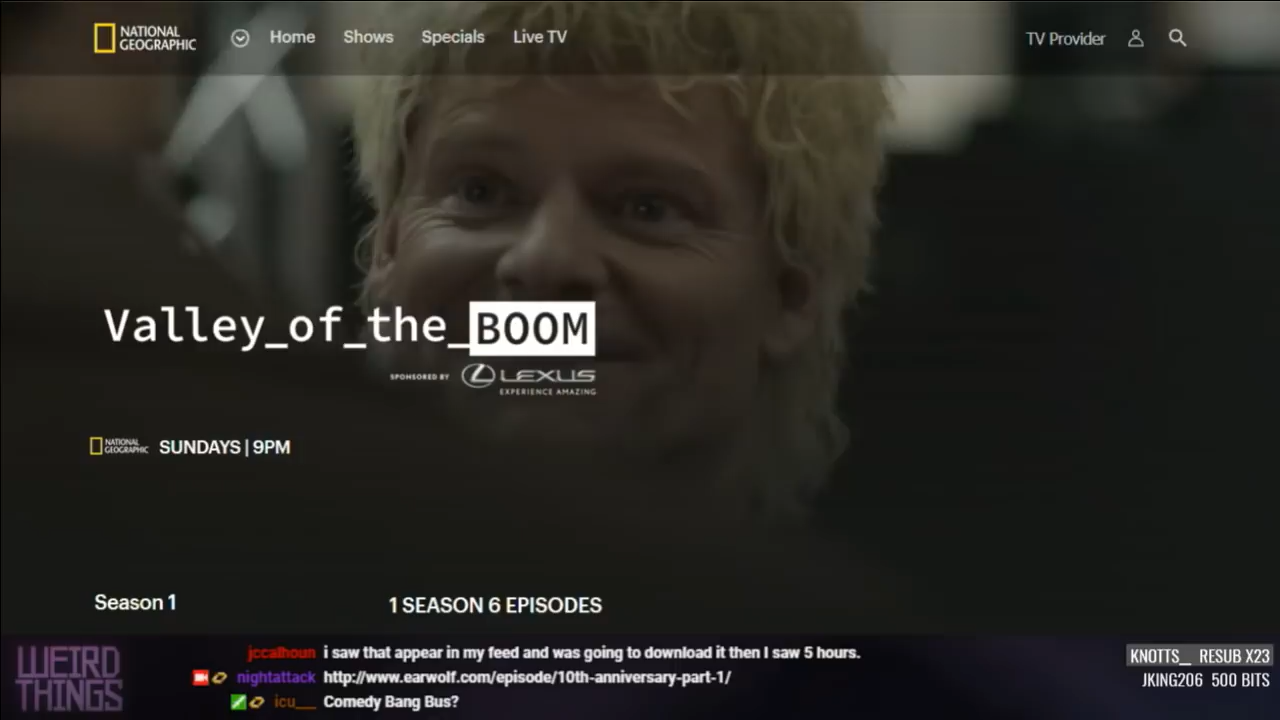 NATIONAL GEOGRAPHIC
Home Shows Specials Live TV
TV Provider
Valley_of_the_BOOM
SPONSORED BY LEXUS
EXPERIENCE AMAZING
NATIONAL GEOGRAPHIC SUNDAYS | 9PM
Season 1
1 SEASON 6 EPISODES
WEIRD THINGS
jccalhoun i saw that appear in my feed and was going to download it then I saw 5 hours.
nightattack http://www.earwolf.com/episode/10th-anniversary-part-1/
icu__ Comedy Bang Bus?
KNOTTS_ RESUB X23
JKING206 500 BITS